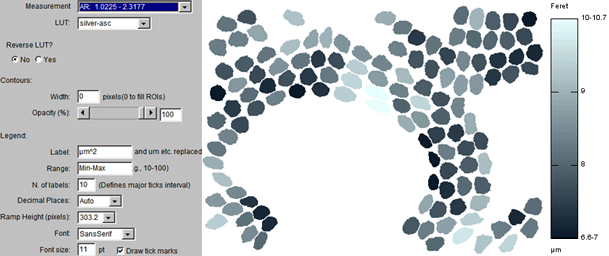 Measurement AR: 1.0225 - 2.3177
LUT: silver-asc
Reverse LUT?
No Yes
Contours:
Width: 0 pixels(0 to fill ROIs)
Opacity (%): 100
Legend:
Label: µm^2 and um etc. replaced
Range: Min-Max g., 10-100)
N. of labels: 10 (Defines major ticks interval)
Decimal Places: Auto
Ramp Height (pixels): 303.2
Font: SansSerif
Font size: 11 pt Draw tick marks
Feret
10-10.7
9
8
6.6-7
µm